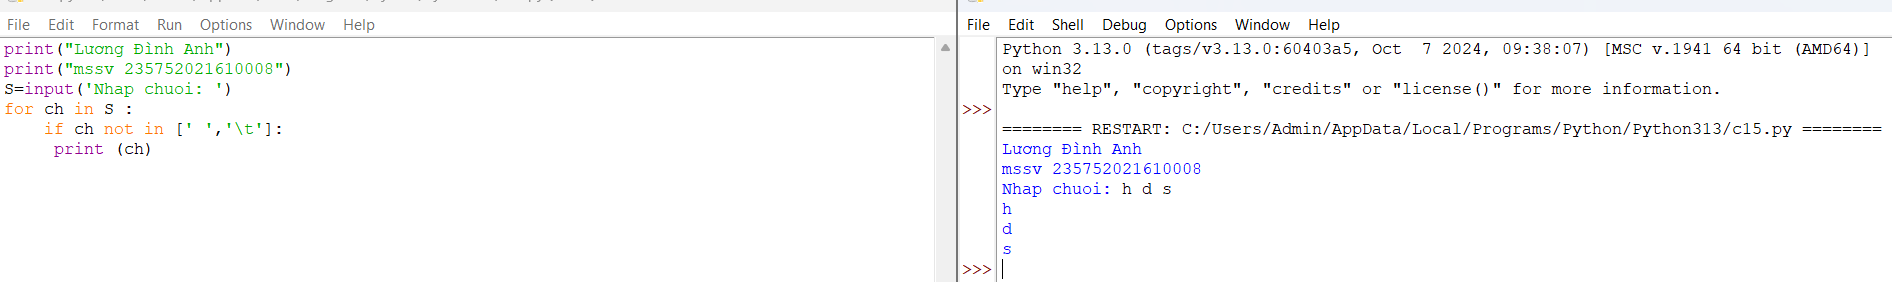 File Edit Format Run Options Window Help
print("Lương Đình Anh")
print("mssv 235752021610008")
S=input('Nhap chuoi: ')
for ch in S :
    if ch not in [' ','\t']:
     print (ch)
File Edit Shell Debug Options Window Help
Python 3.13.0 (tags/v3.13.0:60403a5, Oct  7 2024, 09:38:07) [MSC v.1941 64 bit (AMD64)]
on win32
Type "help", "copyright", "credits" or "license()" for more information.
>>>
======== RESTART: C:/Users/Admin/AppData/Local/Programs/Python/Python313/c15.py ========
Lương Đình Anh
mssv 235752021610008
Nhap chuoi: h d s
h
d
s
>>>